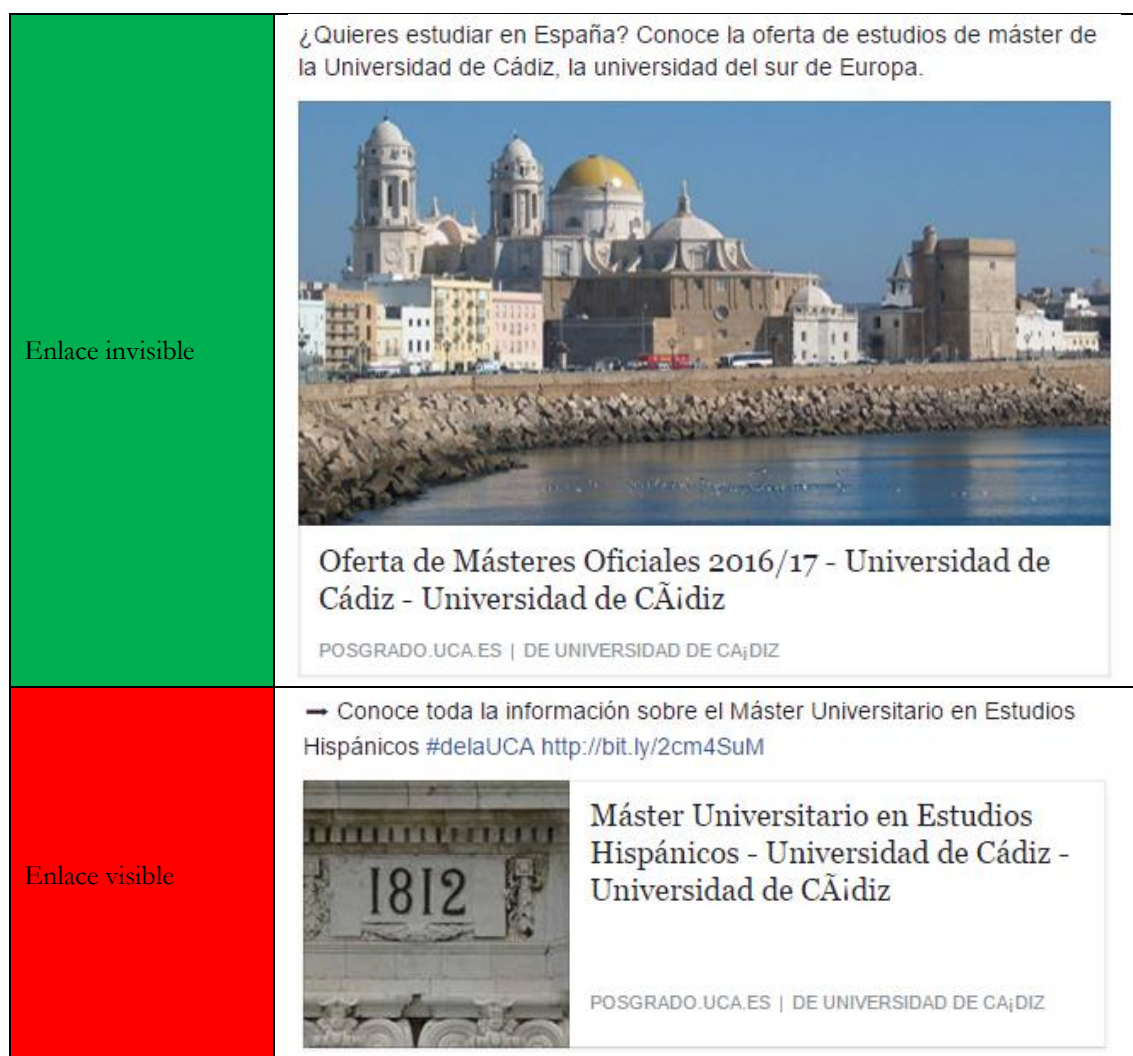 Enlace invisible
¿Quieres estudiar en España? Conoce la oferta de estudios de máster de
la Universidad de Cádiz, la universidad del sur de Europa.
Oferta de Másteres Oficiales 2016/17 - Universidad de
Cádiz - Universidad de CÃ¡diz
POSGRADO.UCA.ES | DE UNIVERSIDAD DE CA¡DIZ
Enlace visible
➞ Conoce toda la información sobre el Máster Universitario en Estudios
Hispánicos #delaUCA http://bit.ly/2cm4SuM
1812
Máster Universitario en Estudios
Hispánicos - Universidad de Cádiz -
Universidad de CÃ¡diz
POSGRADO.UCA.ES | DE UNIVERSIDAD DE CA¡DIZ